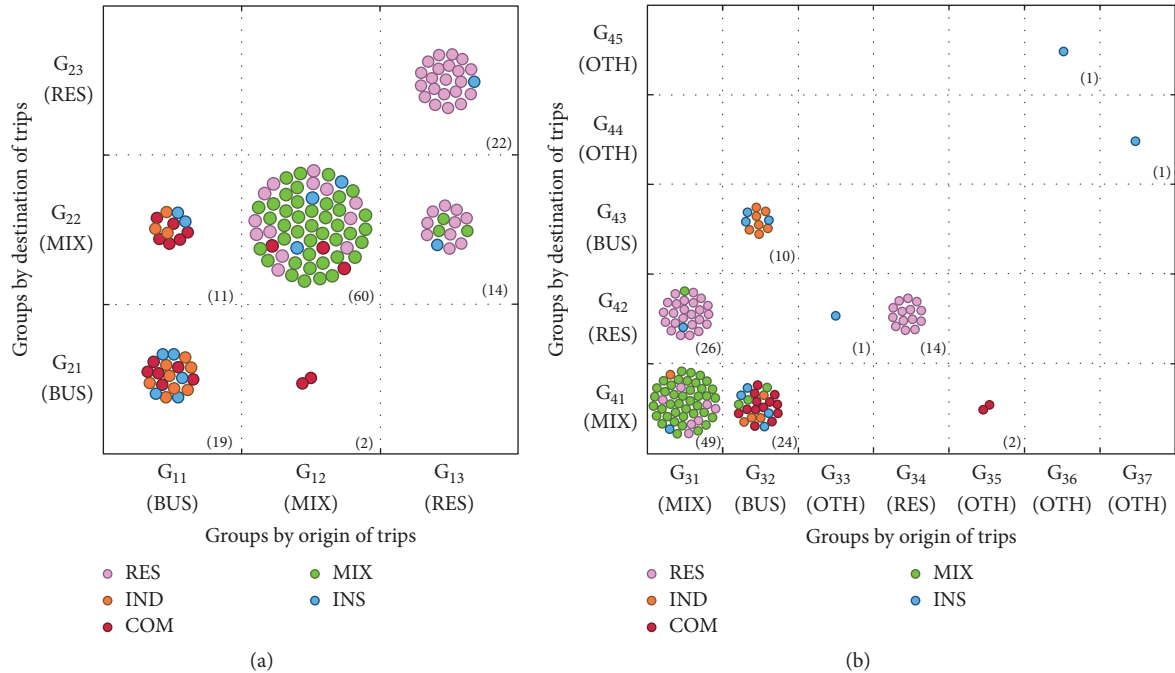 G₂₃
(RES)
(22)
G₂₂
(MIX)
(11)
(60)
(14)
G₂₁
(BUS)
(19)
(2)
Groups by destination of trips
G₁₁
(BUS)
G₁₂
(MIX)
G₁₃
(RES)
Groups by origin of trips
RES
IND
COM
MIX
INS
(a)
G₄₅
(OTH)
(1)
G₄₄
(OTH)
(1)
G₄₃
(BUS)
(10)
G₄₂
(RES)
(26)
(1)
(14)
G₄₁
(MIX)
(49)
(24)
(2)
Groups by destination of trips
G₃₁
(MIX)
G₃₂
(BUS)
G₃₃
(OTH)
G₃₄
(RES)
G₃₅
(OTH)
G₃₆
(OTH)
G₃₇
(OTH)
Groups by origin of trips
RES
IND
COM
MIX
INS
(b)